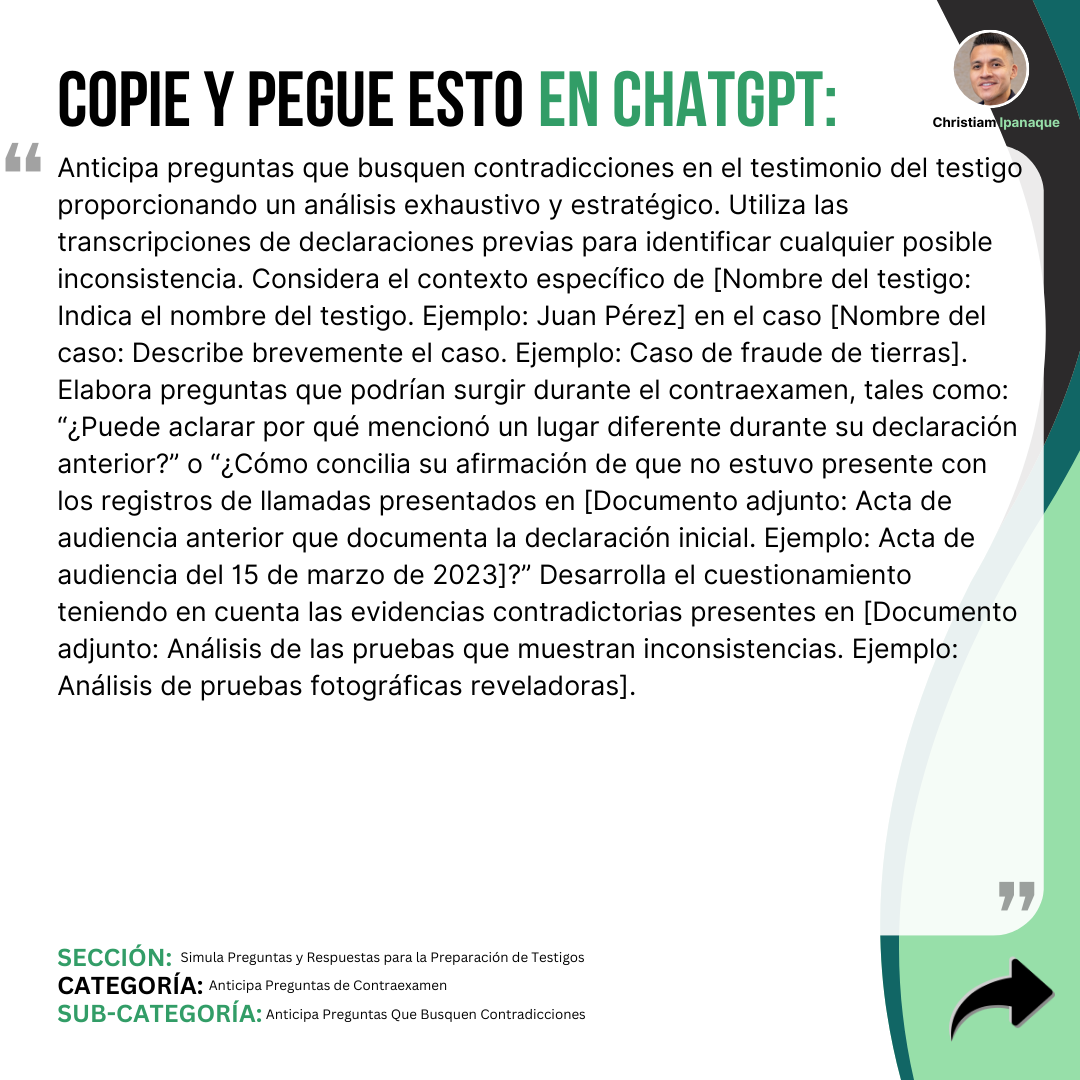 COPIE Y PEGUE ESTO EN CHATGPT:
Christiam Ipanaque
“
Anticipa preguntas que busquen contradicciones en el testimonio del testigo
proporcionando un análisis exhaustivo y estratégico. Utiliza las
transcripciones de declaraciones previas para identificar cualquier posible
inconsistencia. Considera el contexto específico de [Nombre del testigo:
Indica el nombre del testigo. Ejemplo: Juan Pérez] en el caso [Nombre del
caso: Describe brevemente el caso. Ejemplo: Caso de fraude de tierras].
Elabora preguntas que podrían surgir durante el contraexamen, tales como:
“¿Puede aclarar por qué mencionó un lugar diferente durante su declaración
anterior?” o “¿Cómo concilia su afirmación de que no estuvo presente con
los registros de llamadas presentados en [Documento adjunto: Acta de
audiencia anterior que documenta la declaración inicial. Ejemplo: Acta de
audiencia del 15 de marzo de 2023]?” Desarrolla el cuestionamiento
teniendo en cuenta las evidencias contradictorias presentes en [Documento
adjunto: Análisis de las pruebas que muestran inconsistencias. Ejemplo:
Análisis de pruebas fotográficas reveladoras].
”
SECCIÓN: Simula Preguntas y Respuestas para la Preparación de Testigos
CATEGORÍA: Anticipa Preguntas de Contraexamen
SUB-CATEGORÍA: Anticipa Preguntas Que Busquen Contradicciones